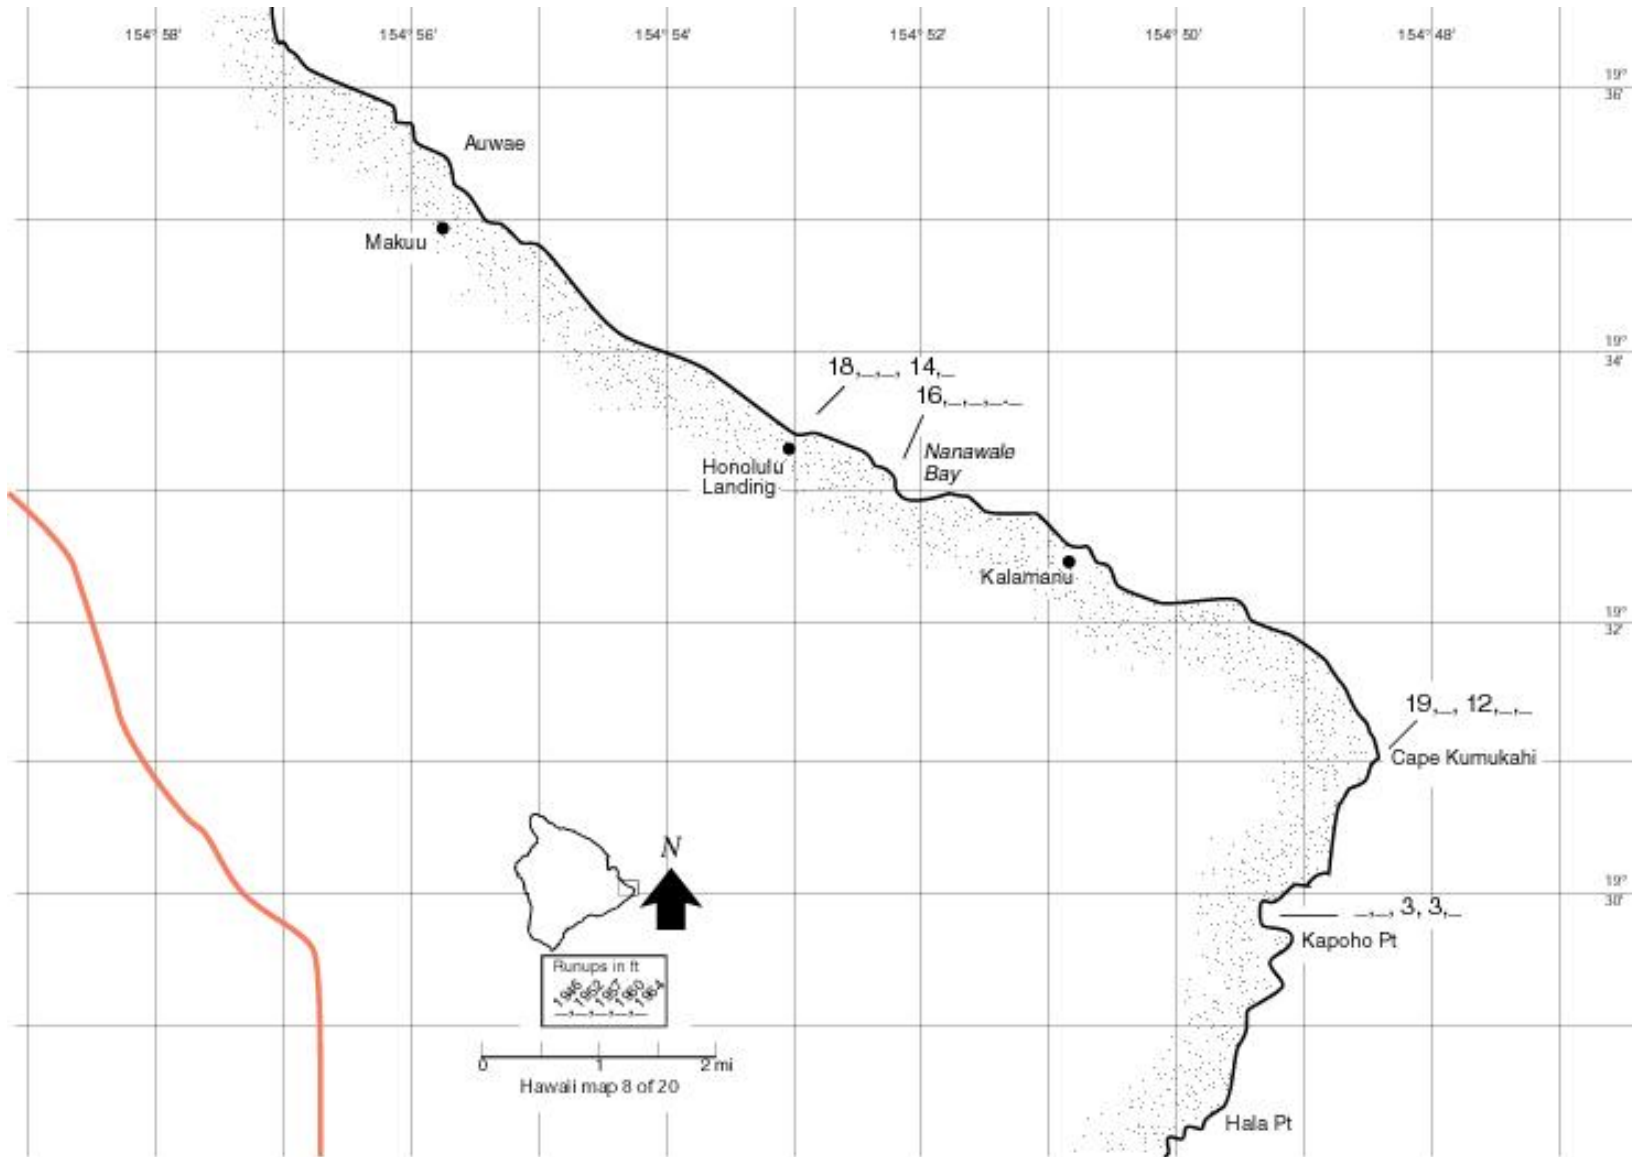 154° 58' 154° 56' 154° 54' 154° 52' 154° 50' 154° 48'
19°
36'
Auwae
Makuu
19°
34'
18,_,_, 14,_
16,_,_,_,_
Nanawale
Bay
Honolulu
Landing
Kalamanu
19°
32'
19,_, 12,_,_
Cape Kumukahi
N
19°
30'
_,_, 3, 3,_
Kapoho Pt
Runups in ft
1946 1952 1957 1960 1964
_,_,_,_,_
0 1 2 mi
Hawaii map 8 of 20
Hala Pt